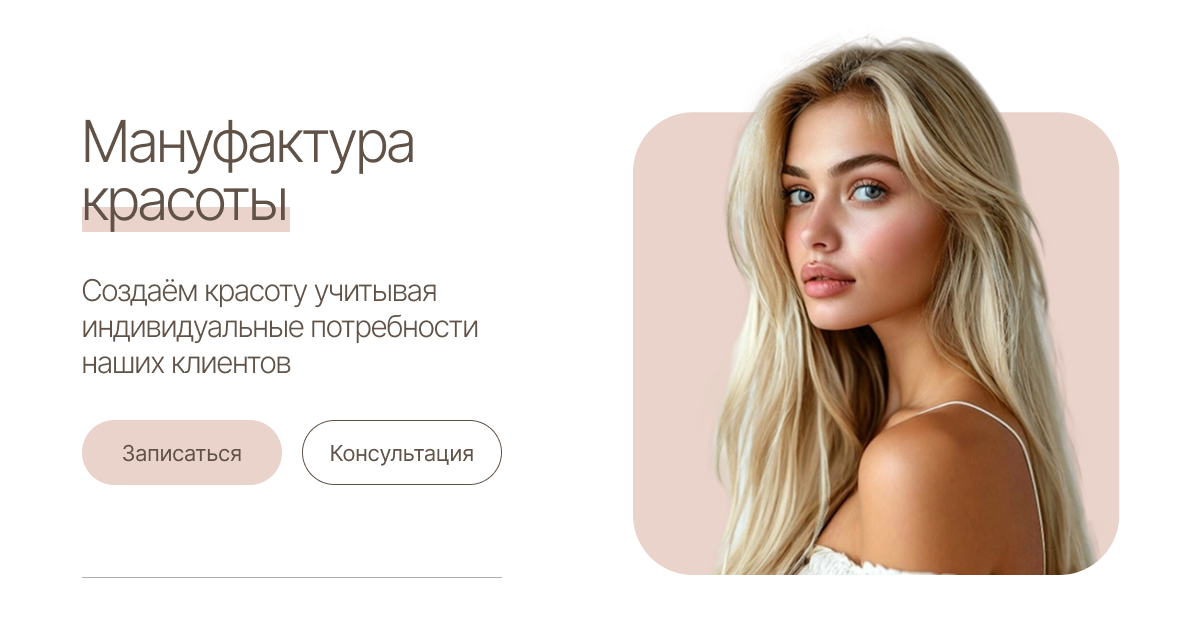 Мануфактура
красоты
Создаём красоту учитывая
индивидуальные потребности
наших клиентов
Записаться
Консультация